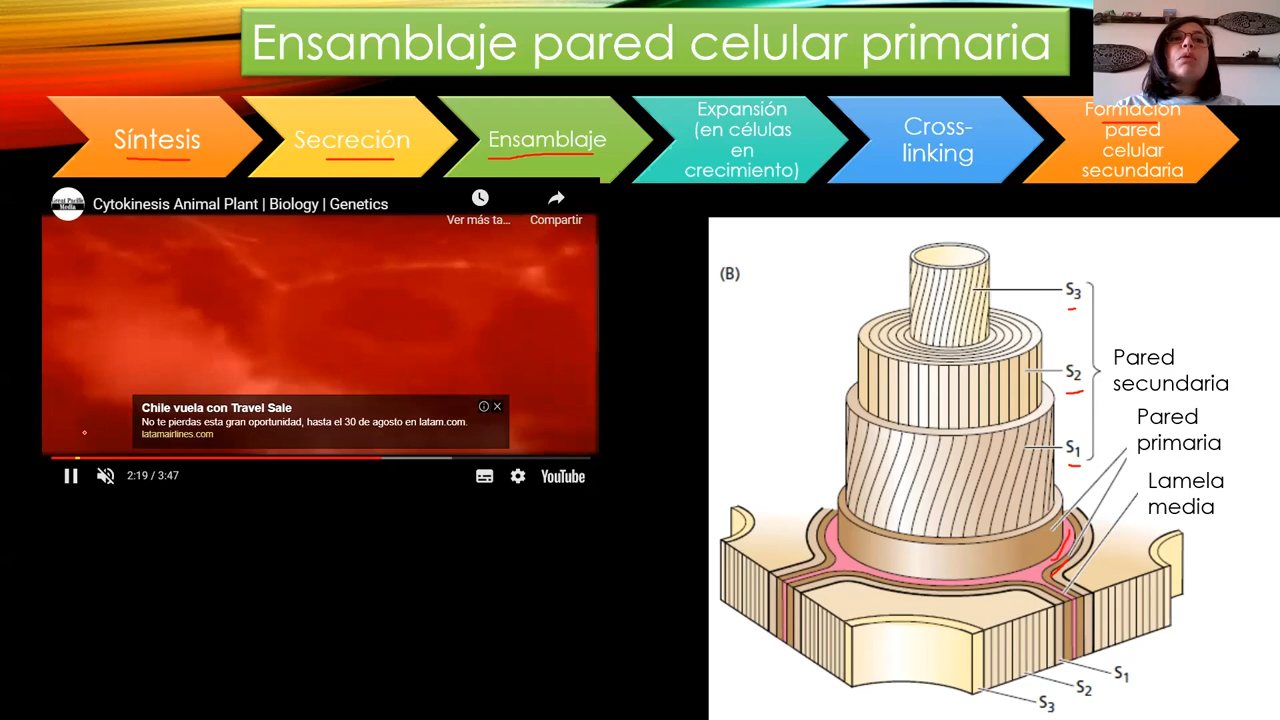 Ensamblaje pared celular primaria
Síntesis
Secreción
Ensamblaje
Expansión
(en células
en
crecimiento)
Cross-
linking
Formación
pared
celular
secundaria
Great Pacific
Media
Cytokinesis Animal Plant | Biology | Genetics
Ver más ta...
Compartir
Chile vuela con Travel Sale
No te pierdas esta gran oportunidad, hasta el 30 de agosto en latam.com.
latamairlines.com
2:19 / 3:47
YouTube
(B)
S3
S2
S1
Pared
secundaria
Pared
primaria
Lamela
media
S1
S2
S3